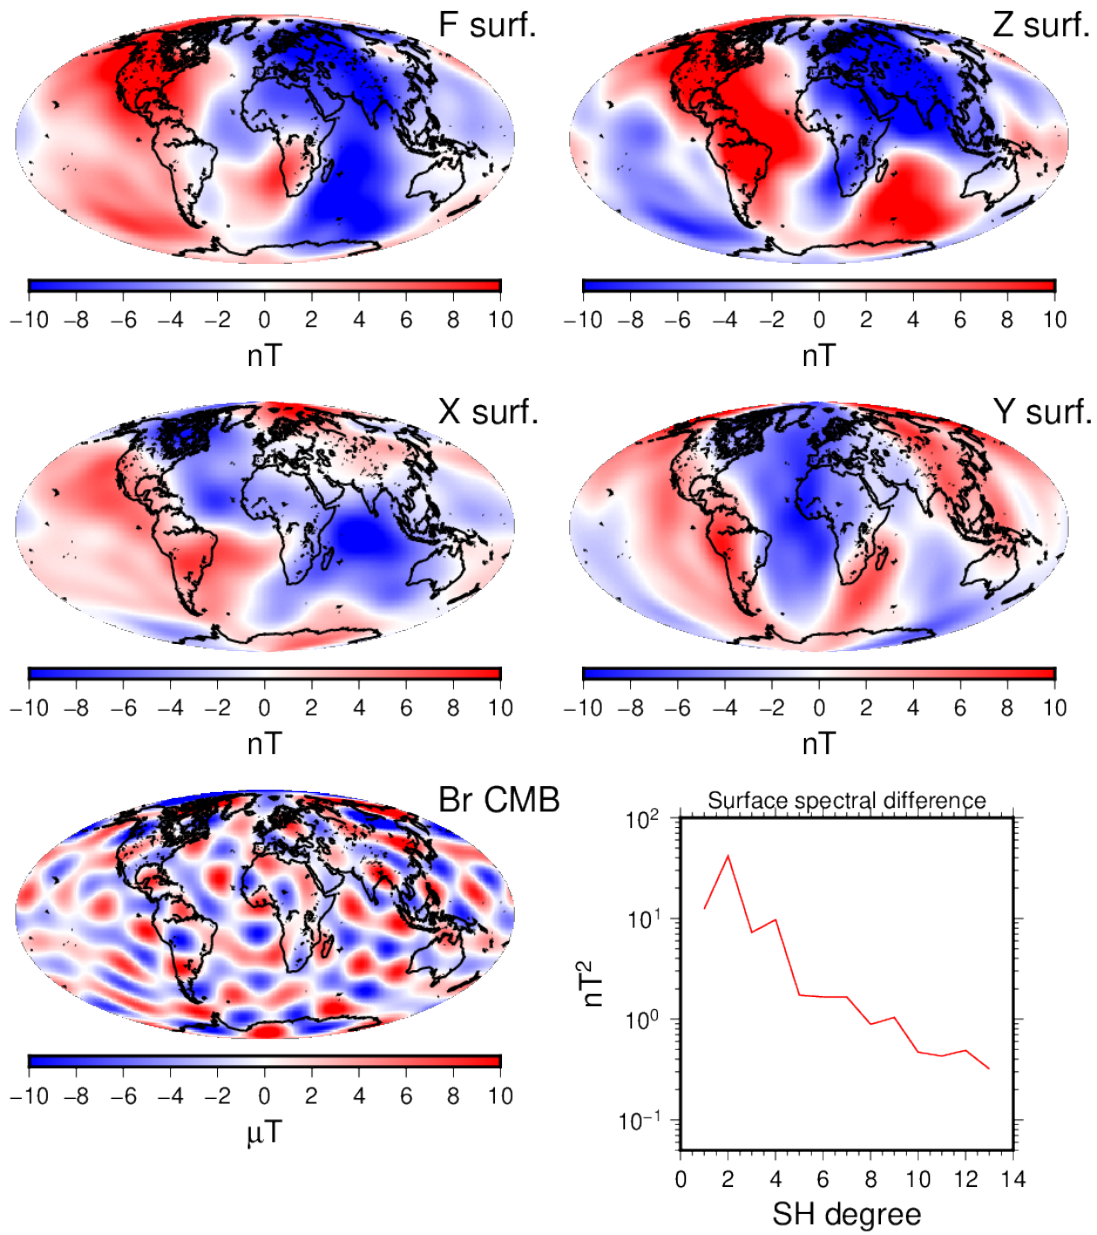 F surf.
−10 −8 −6 −4 −2 0 2 4 6 8 10
nT
Z surf.
−10 −8 −6 −4 −2 0 2 4 6 8 10
nT
X surf.
−10 −8 −6 −4 −2 0 2 4 6 8 10
nT
Y surf.
−10 −8 −6 −4 −2 0 2 4 6 8 10
nT
Br CMB
−10 −8 −6 −4 −2 0 2 4 6 8 10
μT
Surface spectral difference
10²
10¹
10⁰
10⁻¹
nT²
0 2 4 6 8 10 12 14
SH degree